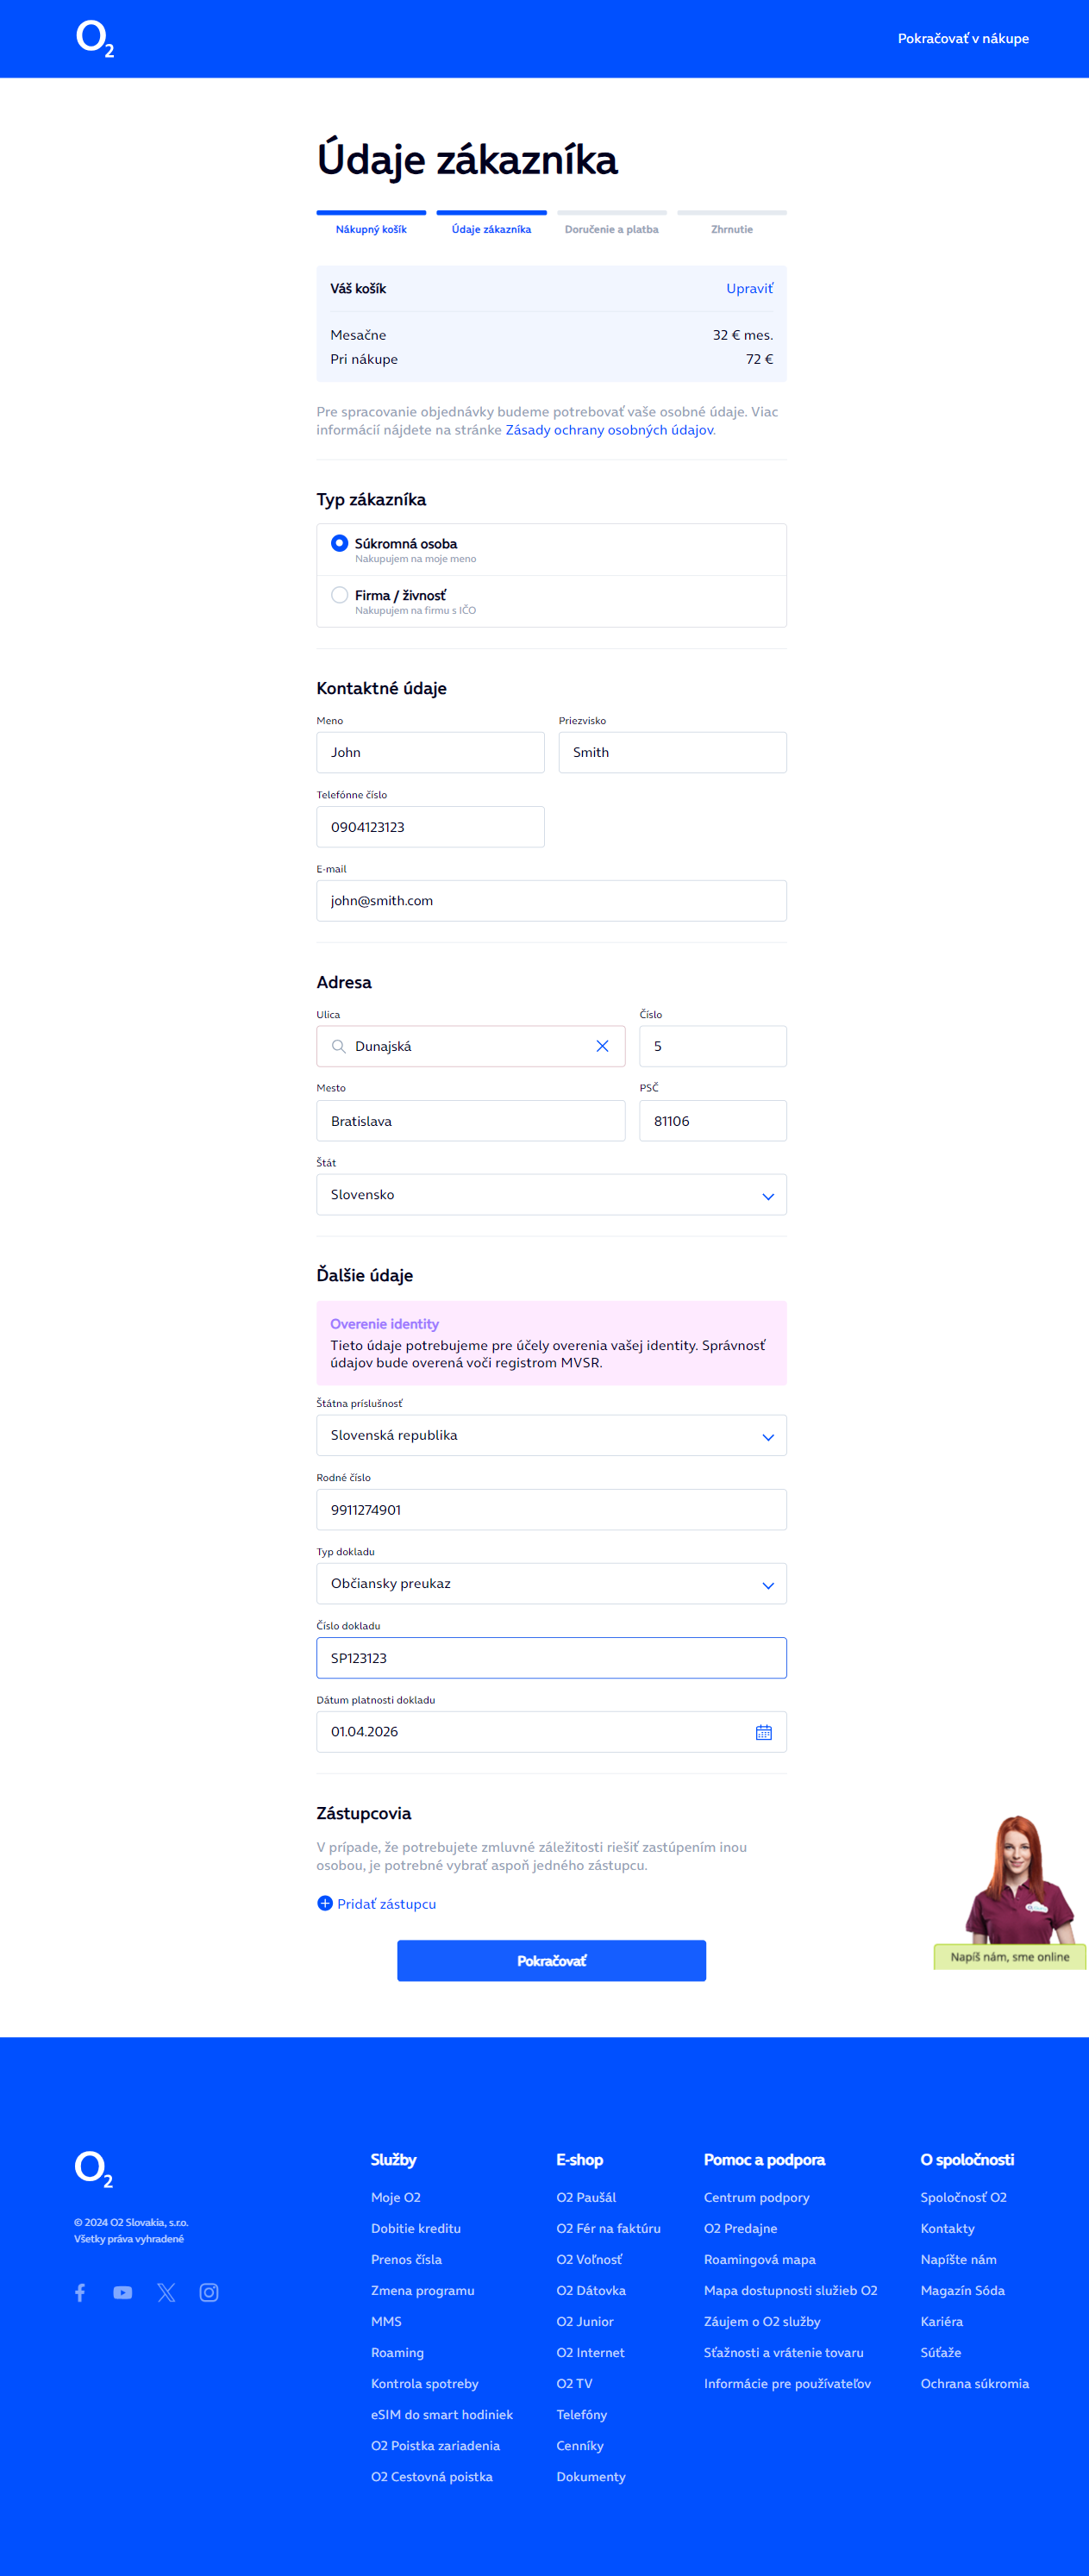 O2
Pokračovať v nákupe
Údaje zákazníka
Nákupný košík
Údaje zákazníka
Doručenie a platba
Zhrnutie
Váš košík
Upraviť
Mesačne
32 € mes.
Pri nákupe
72 €
Pre spracovanie objednávky budeme potrebovať vaše osobné údaje. Viac
informácií nájdete na stránke Zásady ochrany osobných údajov.
Typ zákazníka
Súkromná osoba
Nakupujem na moje meno
Firma / živnosť
Nakupujem na firmu s IČO
Kontaktné údaje
Meno
Priezvisko
John
Smith
Telefónne číslo
0904123123
E-mail
john@smith.com
Adresa
Ulica
Číslo
Dunajská
5
Mesto
PSČ
Bratislava
81106
Štát
Slovensko
Ďalšie údaje
Overenie identity
Tieto údaje potrebujeme pre účely overenia vašej identity. Správnosť
údajov bude overená voči registrom MVSR.
Štátna príslušnosť
Slovenská republika
Rodné číslo
9911274901
Typ dokladu
Občiansky preukaz
Číslo dokladu
SP123123
Dátum platnosti dokladu
01.04.2026
Zástupcovia
V prípade, že potrebujete zmluvné záležitosti riešiť zastúpením inou
osobou, je potrebné vybrať aspoň jedného zástupcu.
Pridať zástupcu
Pokračovať
Napíš nám, sme online
O2
© 2024 O2 Slovakia, s.r.o.
Všetky práva vyhradené
Služby
Moje O2
Dobitie kreditu
Prenos čísla
Zmena programu
MMS
Roaming
Kontrola spotreby
eSIM do smart hodiniek
O2 Poistka zariadenia
O2 Cestovná poistka
E-shop
O2 Paušál
O2 Fér na faktúru
O2 Voľnosť
O2 Dátovka
O2 Junior
O2 Internet
O2 TV
Telefóny
Cenníky
Dokumenty
Pomoc a podpora
Centrum podpory
O2 Predajne
Roamingová mapa
Mapa dostupnosti služieb O2
Záujem o O2 služby
Sťažnosti a vrátenie tovaru
Informácie pre používateľov
O spoločnosti
Spoločnosť O2
Kontakty
Napíšte nám
Magazín Sóda
Kariéra
Súťaže
Ochrana súkromia